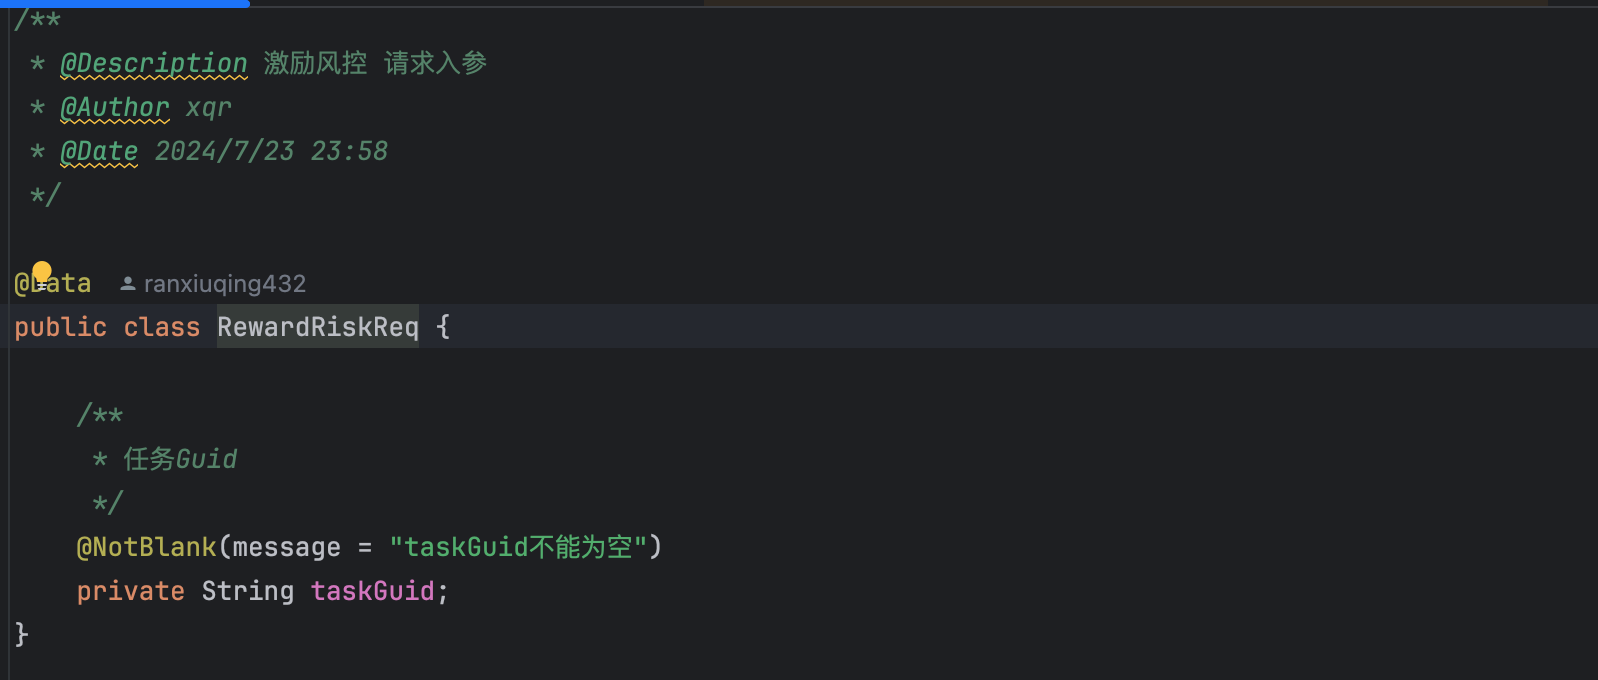 /**
 * @Description 激励风控 请求入参
 * @Author xqr
 * @Date 2024/7/23 23:58
 */
@Data ranxiuqing432
public class RewardRiskReq {
    /**
     * 任务Guid
     */
    @NotBlank(message = "taskGuid不能为空")
    private String taskGuid;
}